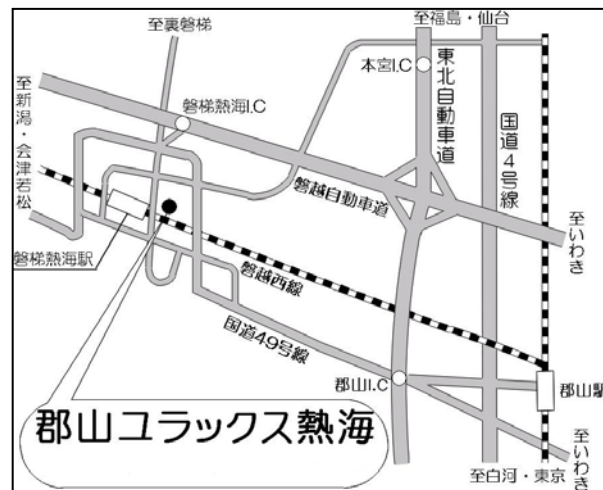 至福島・仙台
至裏磐梯
本宮I.C
東北自動車道
国道4号線
至新潟・会津若松
磐梯熱海I.C
磐越自動車道
至いわき
磐梯熱海駅
磐越西線
国道49号線
郡山I.C
郡山駅
郡山ユラックス熱海
至いわき
至白河・東京